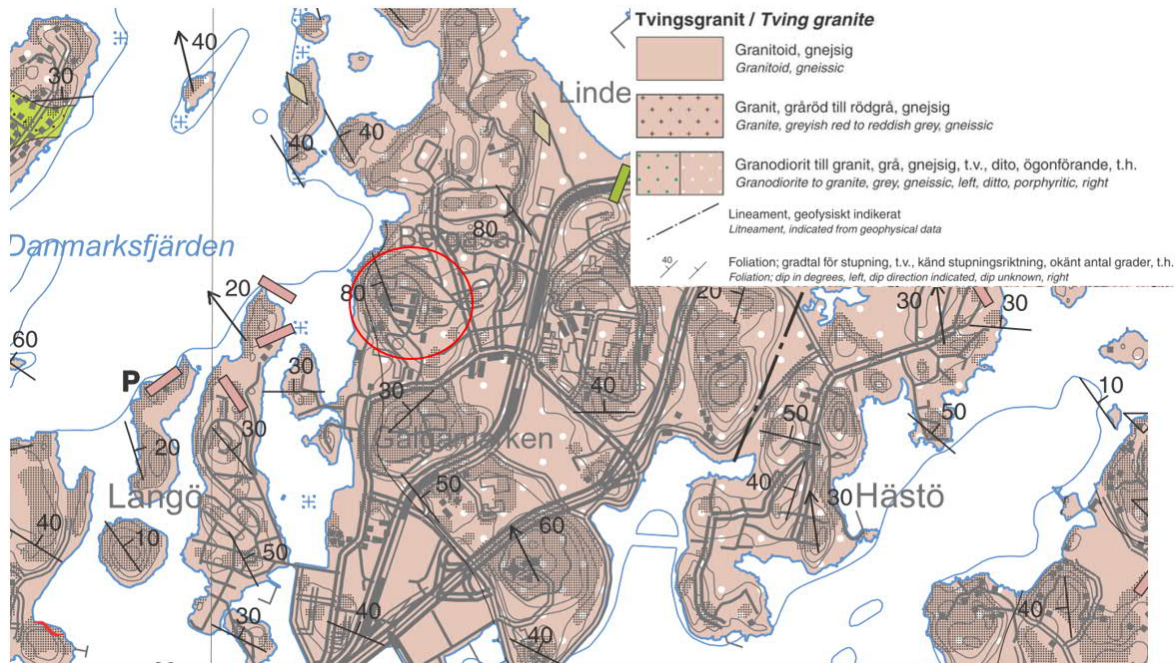 Tvingsgranit / Tving granite
Granitoid, gnejsig
Granitoid, gneissic
Granit, gråröd till rödgrå, gnejsig
Granite, greyish red to reddish grey, gneissic
Granodiorit till granit, grå, gnejsig, t.v., dito, ögonförande, t.h.
Granodiorite to granite, grey, gneissic, left, ditto, porphyritic, right
Lineament, geofysiskt indikerat
Litneament, indicated from geophysical data
40
Foliation; gradtal för stupning, t.v., känd stupningsriktning, okänt antal grader, t.h.
Foliation; dip in degrees, left, dip direction indicated, dip unknown, right
40
30
Linde
40
40
80
Danmarksfjärden
Bergåsa
80
20
20
30
30
60
P
30
30
40
10
50
50
20
30
Galgamarken
40
Långö
50
40
30
Hästö
10
60
50
30
40
40
40